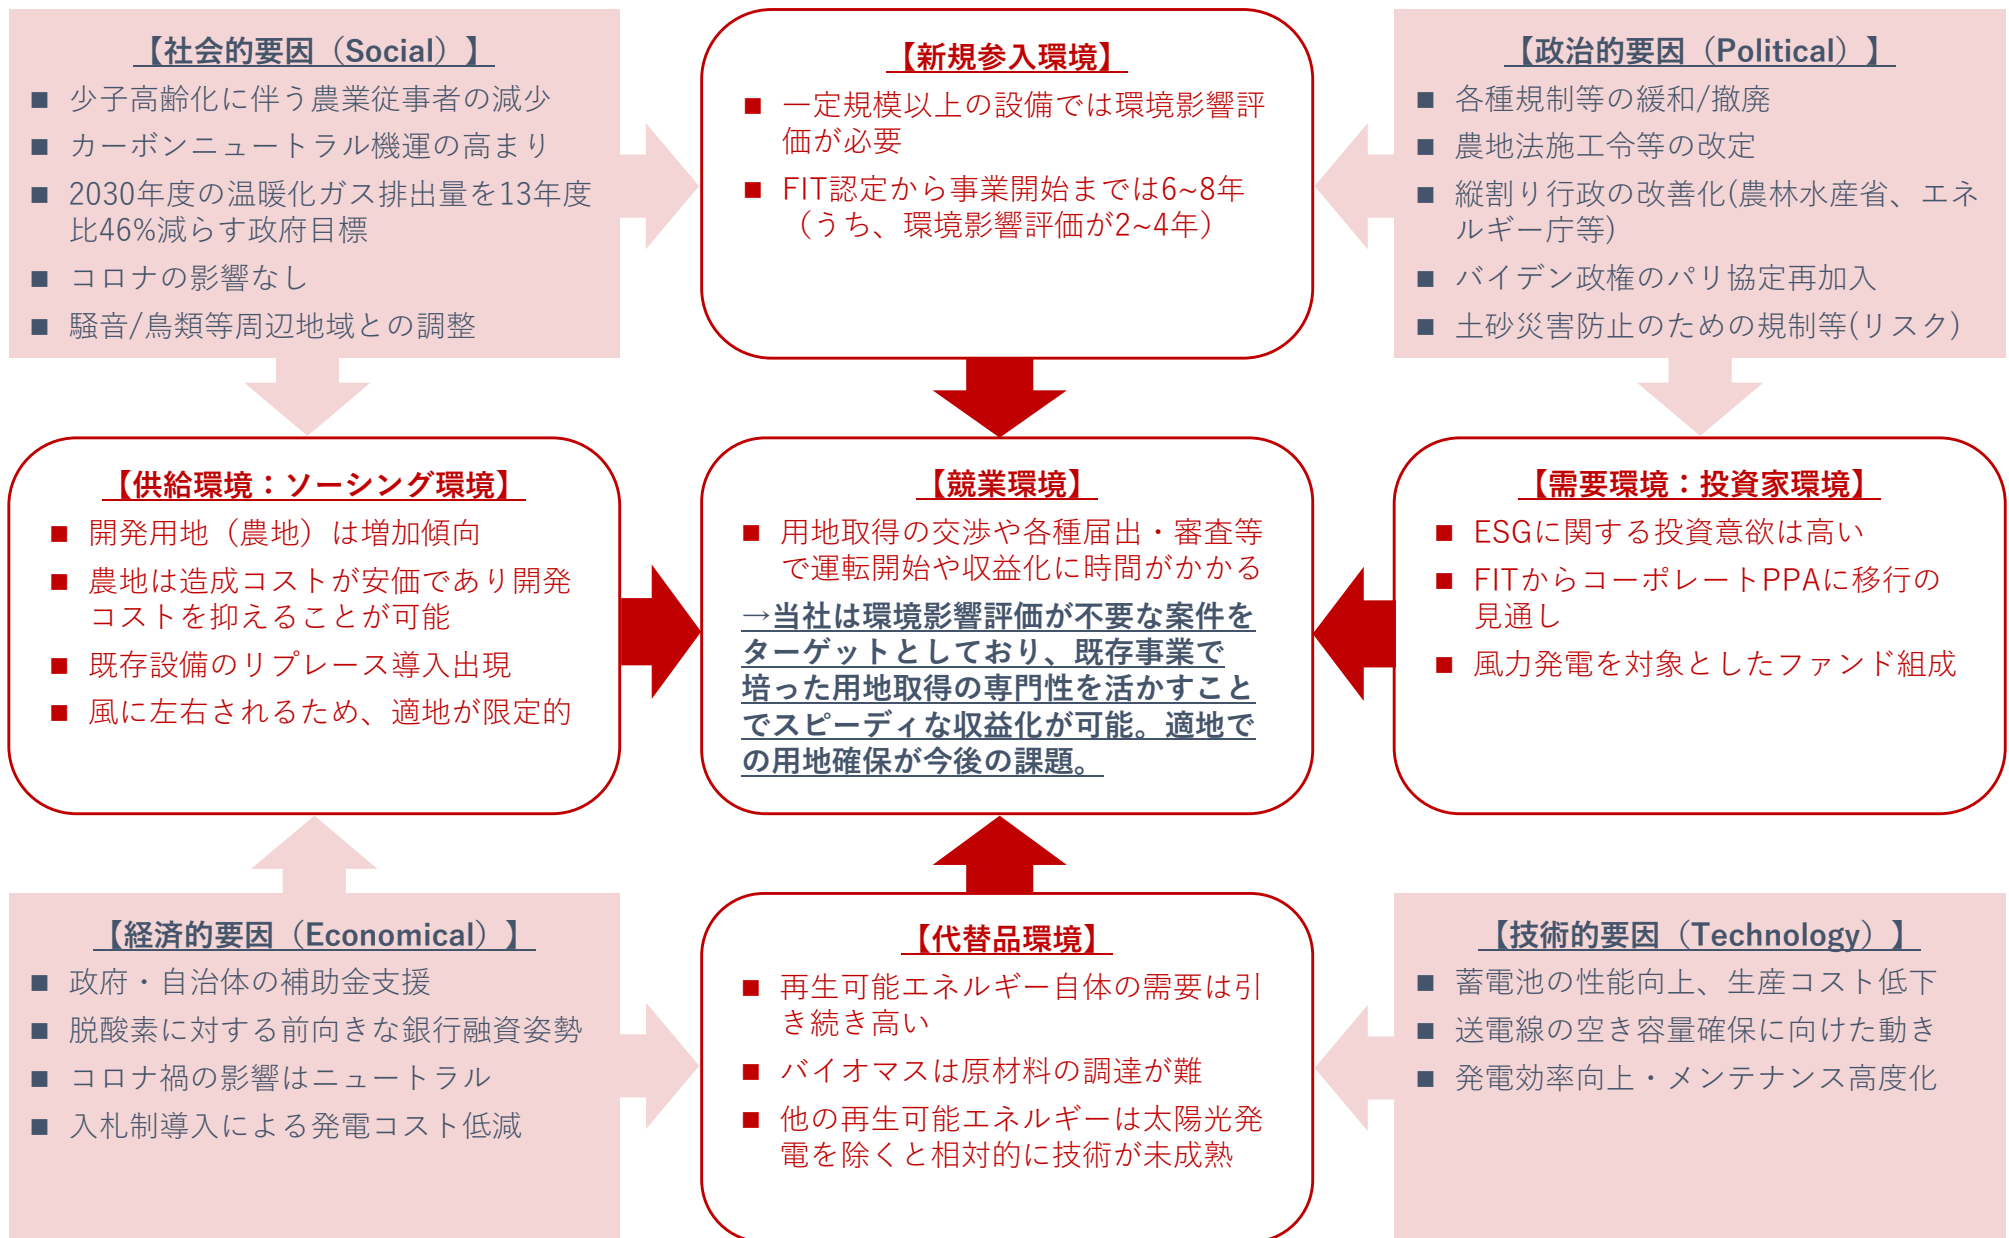 【社会的要因（Social）】
■ 少子高齢化に伴う農業従事者の減少
■ カーボンニュートラル機運の高まり
■ 2030年度の温暖化ガス排出量を13年度
比46%減らす政府目標
■ コロナの影響なし
■ 騒音/鳥類等周辺地域との調整
【新規参入環境】
■ 一定規模以上の設備では環境影響評
価が必要
■ FIT認定から事業開始までは6~8年
（うち、環境影響評価が2~4年）
【政治的要因（Political）】
■ 各種規制等の緩和/撤廃
■ 農地法施工令等の改定
■ 縦割り行政の改善化(農林水産省、エネ
ルギー庁等)
■ バイデン政権のパリ協定再加入
■ 土砂災害防止のための規制等(リスク)
【供給環境：ソーシング環境】
■ 開発用地（農地）は増加傾向
■ 農地は造成コストが安価であり開発
コストを抑えることが可能
■ 既存設備のリプレース導入出現
■ 風に左右されるため、適地が限定的
【競業環境】
■ 用地取得の交渉や各種届出・審査等
で運転開始や収益化に時間がかかる
→当社は環境影響評価が不要な案件を
ターゲットとしており、既存事業で
培った用地取得の専門性を活かすこと
でスピーディな収益化が可能。適地で
の用地確保が今後の課題。
【需要環境：投資家環境】
■ ESGに関する投資意欲は高い
■ FITからコーポレートPPAに移行の
見通し
■ 風力発電を対象としたファンド組成
【経済的要因（Economical）】
■ 政府・自治体の補助金支援
■ 脱酸素に対する前向きな銀行融資姿勢
■ コロナ禍の影響はニュートラル
■ 入札制導入による発電コスト低減
【代替品環境】
■ 再生可能エネルギー自体の需要は引
き続き高い
■ バイオマスは原材料の調達が難
■ 他の再生可能エネルギーは太陽光発
電を除くと相対的に技術が未成熟
【技術的要因（Technology）】
■ 蓄電池の性能向上、生産コスト低下
■ 送電線の空き容量確保に向けた動き
■ 発電効率向上・メンテナンス高度化